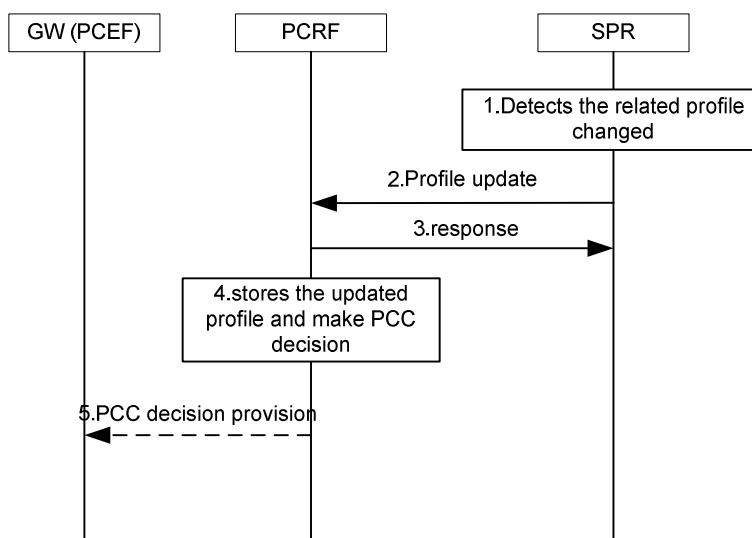 GW (PCEF)
PCRF
SPR
1.Detects the related profile
changed
2.Profile update
3.response
4.stores the updated
profile and make PCC
decision
5.PCC decision provision